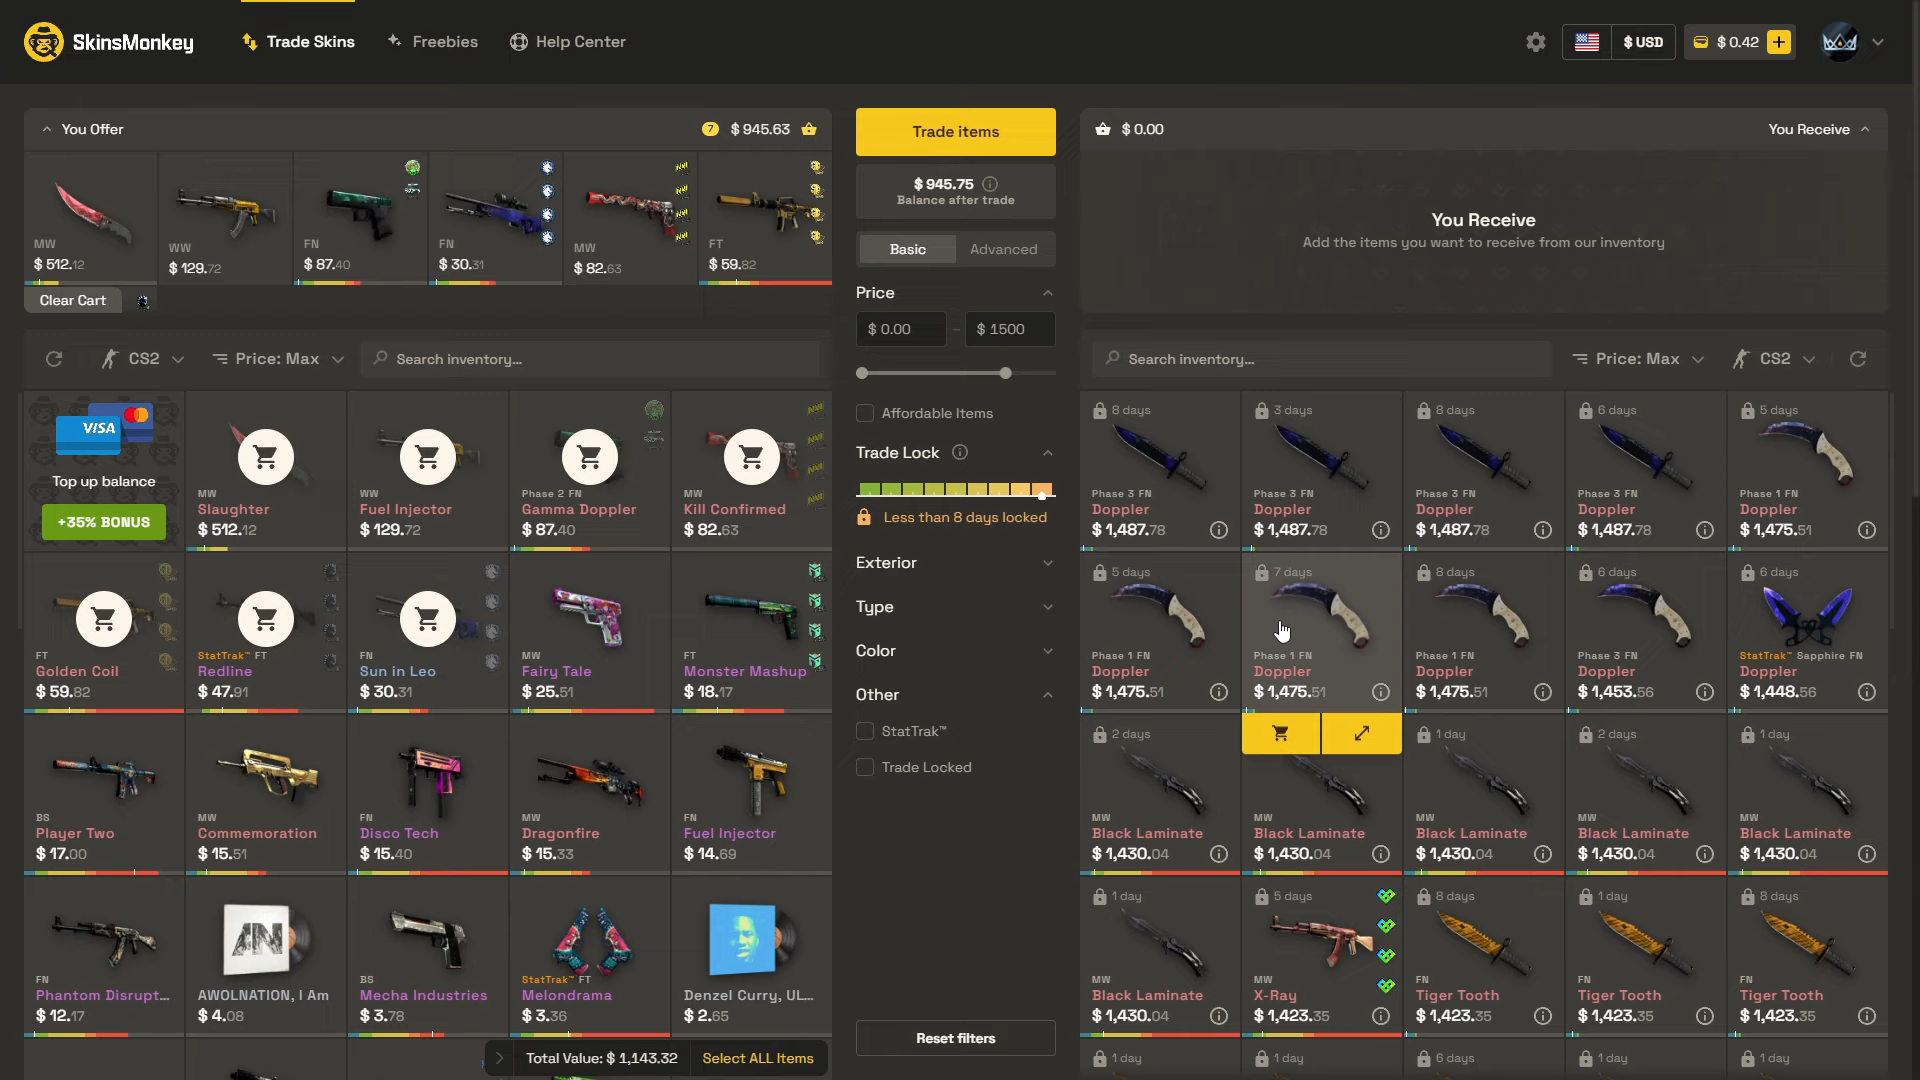 SkinsMonkey
Trade Skins
Freebies
Help Center
$ USD
$ 0.42
You Offer
7
$ 945.63
Trade items
$ 0.00
You Receive
MW
$ 512.12
WW
$ 129.72
FN
$ 87.40
FN
$ 30.31
MW
$ 82.63
FT
$ 59.82
$ 945.75
Balance after trade
You Receive
Add the items you want to receive from our inventory
Basic
Advanced
Clear Cart
Price
$ 0.00
$ 1500
CS2
Price: Max
Search inventory...
Search inventory...
Price: Max
CS2
VISA
Top up balance
+35% BONUS
MW
Slaughter
$ 512.12
WW
Fuel Injector
$ 129.72
Phase 2 FN
Gamma Doppler
$ 87.40
MW
Kill Confirmed
$ 82.63
FT
Golden Coil
$ 59.82
StatTrak™ FT
Redline
$ 47.91
FN
Sun in Leo
$ 30.31
MW
Fairy Tale
$ 25.51
FT
Monster Mashup
$ 18.17
BS
Player Two
$ 17.00
MW
Commemoration
$ 15.51
FN
Disco Tech
$ 15.40
MW
Dragonfire
$ 15.33
FN
Fuel Injector
$ 14.69
FN
Phantom Disrupt...
$ 12.17
AWOLNATION, I Am
$ 4.08
BS
Mecha Industries
$ 3.78
StatTrak™ FT
Melondrama
$ 3.36
Denzel Curry, UL...
$ 2.65
Total Value: $ 1,143.32
Select ALL Items
Affordable Items
Trade Lock
Less than 8 days locked
Exterior
Type
Color
Other
StatTrak™
Trade Locked
Reset filters
8 days
Phase 3 FN
Doppler
$ 1,487.78
3 days
Phase 3 FN
Doppler
$ 1,487.78
8 days
Phase 3 FN
Doppler
$ 1,487.78
6 days
Phase 3 FN
Doppler
$ 1,487.78
5 days
Phase 1 FN
Doppler
$ 1,475.51
5 days
Phase 1 FN
Doppler
$ 1,475.51
7 days
Phase 1 FN
Doppler
$ 1,475.51
8 days
Phase 1 FN
Doppler
$ 1,475.51
6 days
Phase 3 FN
Doppler
$ 1,453.56
6 days
StatTrak™ Sapphire FN
Doppler
$ 1,448.56
2 days
MW
Black Laminate
$ 1,430.04
MW
Black Laminate
$ 1,430.04
1 day
MW
Black Laminate
$ 1,430.04
2 days
MW
Black Laminate
$ 1,430.04
1 day
MW
Black Laminate
$ 1,430.04
1 day
MW
Black Laminate
$ 1,430.04
5 days
MW
X-Ray
$ 1,423.35
8 days
FN
Tiger Tooth
$ 1,423.35
1 day
FN
Tiger Tooth
$ 1,423.35
8 days
FN
Tiger Tooth
$ 1,423.35
1 day
1 day
6 days
1 day
1 day